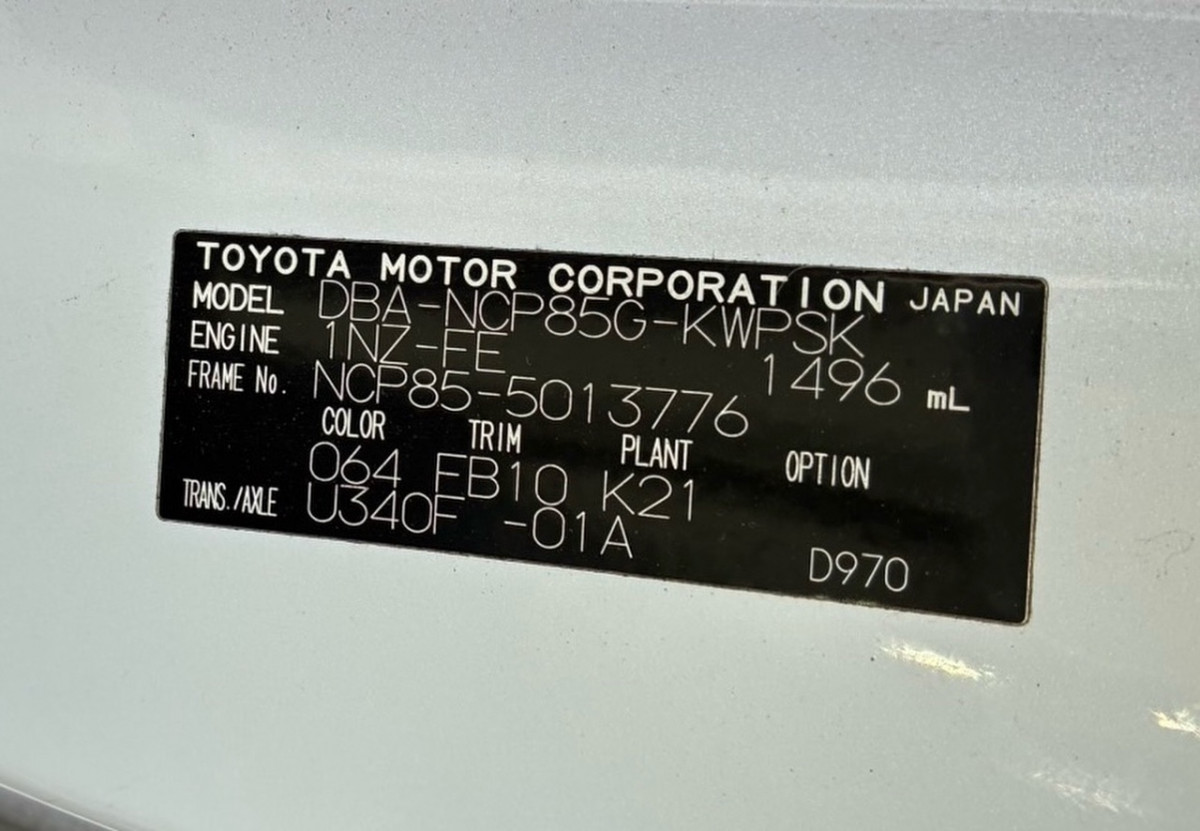 TOYOTA MOTOR CORPORATION JAPAN
MODEL DBA-NCP85G-KWPSK
ENGINE 1NZ-FE 1496 mL
FRAME No. NCP85-5013776
COLOR TRIM PLANT OPTION
064 FB10 K21
TRANS./AXLE U340F -01A
D970